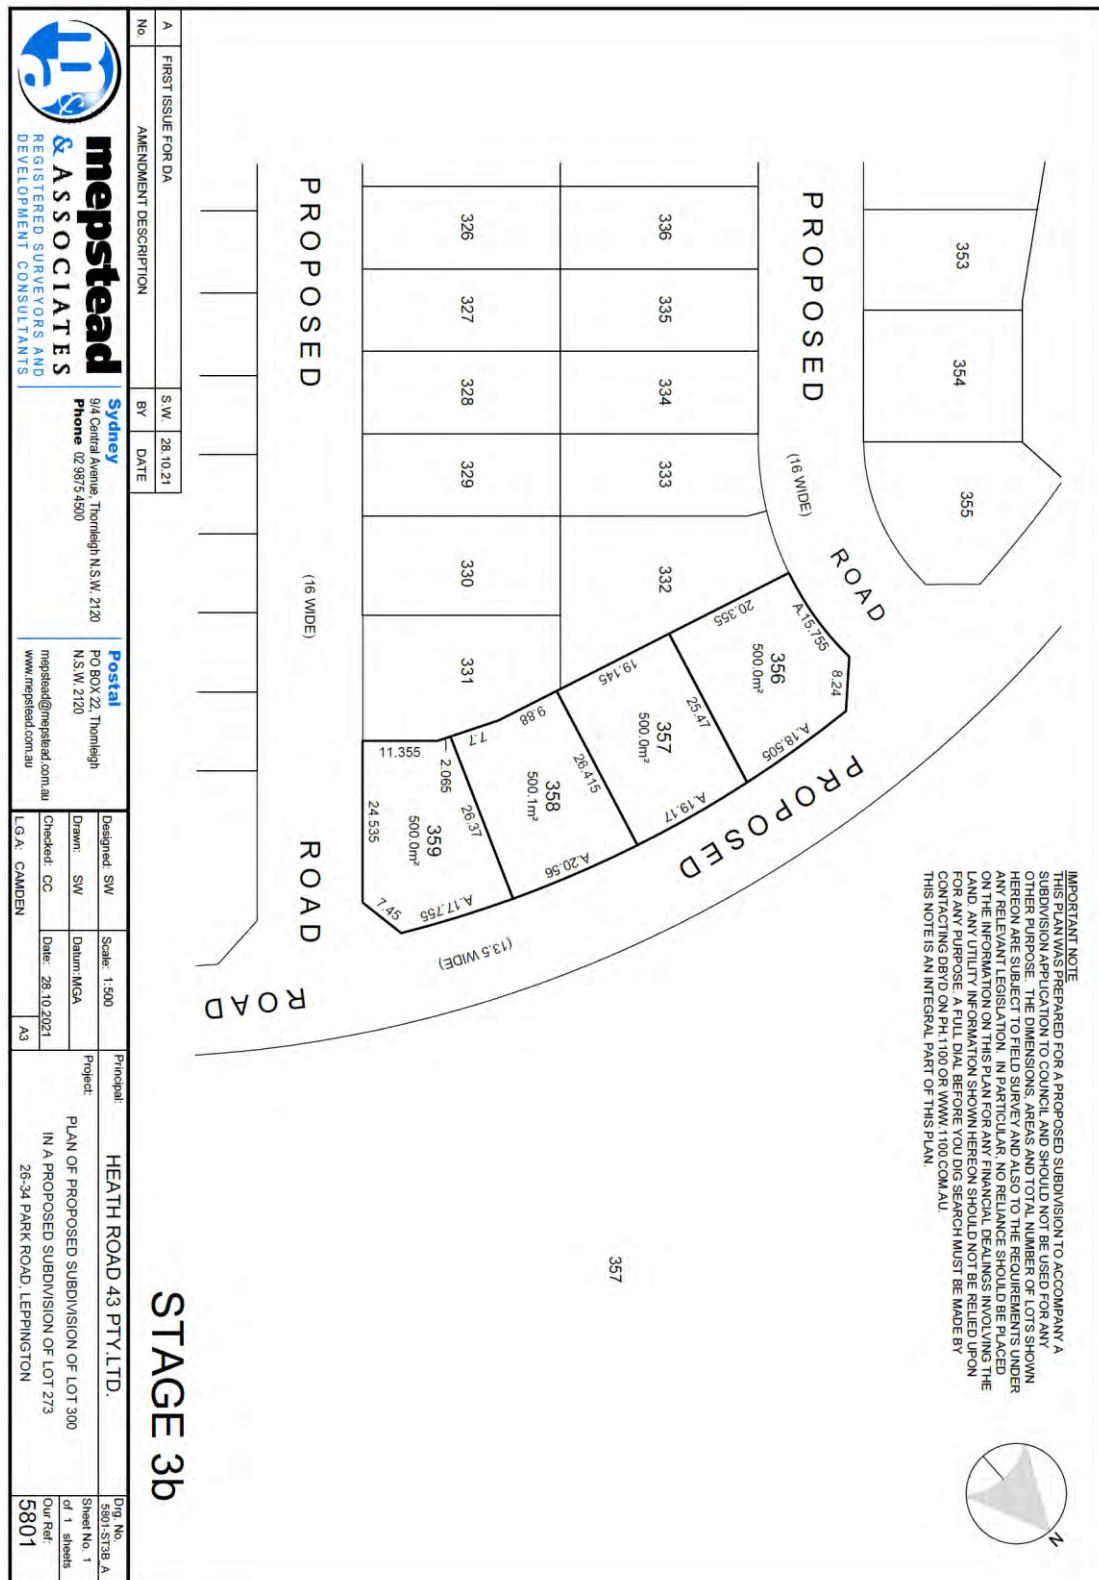 IMPORTANT NOTE
THIS PLAN WAS PREPARED FOR A PROPOSED SUBDIVISION TO ACCOMPANY A
SUBDIVISION APPLICATION TO COUNCIL AND SHOULD NOT BE USED FOR ANY
OTHER PURPOSE. THE DIMENSIONS, AREAS AND TOTAL NUMBER OF LOTS SHOWN
HEREON ARE SUBJECT TO FIELD SURVEY AND ALSO TO THE REQUIREMENTS UNDER
ANY RELEVANT LEGISLATION. IN PARTICULAR, NO RELIANCE SHOULD BE PLACED
ON THE INFORMATION ON THIS PLAN FOR ANY FINANCIAL DEALINGS INVOLVING THE
LAND. ANY UTILITY INFORMATION SHOWN HEREON SHOULD NOT BE RELIED UPON
FOR ANY PURPOSE. A FULL DIAL BEFORE YOU DIG SEARCH MUST BE MADE BY
CONTACTING DBYD ON PH.1100 OR WWW.1100.COM.AU.
THIS NOTE IS AN INTEGRAL PART OF THIS PLAN.
N
353
354
355
PROPOSED
(16 WIDE)
ROAD
336
335
334
333
332
326
327
328
329
330
331
A.15.755
8.24
20.355
356
500.0m²
A.18.505
25.47
19.145
357
500.0m²
A.19.17
26.415
9.88
7.7
358
500.1m²
A.20.56
26.37
2.065
11.355
359
500.0m²
24.535
A.17.755
7.45
PROPOSED
(13.5 WIDE)
ROAD
PROPOSED
(16 WIDE)
ROAD
357
STAGE 3b
A
FIRST ISSUE FOR DA
S.W.
28.10.21
No.
AMENDMENT DESCRIPTION
BY
DATE
m&a
mepstead
& ASSOCIATES
REGISTERED SURVEYORS AND
DEVELOPMENT CONSULTANTS
Sydney
9/4 Central Avenue, Thornleigh N.S.W. 2120
Phone 02 9875 4500
Postal
PO BOX 22, Thornleigh
N.S.W. 2120
mepstead@mepstead.com.au
www.mepstead.com.au
Designed: SW
Scale: 1:500
Drawn: SW
Datum:MGA
Checked: CC
Date: 28.10.2021
L.G.A: CAMDEN
A3
Principal:
HEATH ROAD 43 PTY.LTD.
Project:
PLAN OF PROPOSED SUBDIVISION OF LOT 300
IN A PROPOSED SUBDIVISION OF LOT 273
26-34 PARK ROAD, LEPPINGTON
Drg. No.
5801-ST3B A
Sheet No. 1
of 1 sheets
Our Ref:
5801